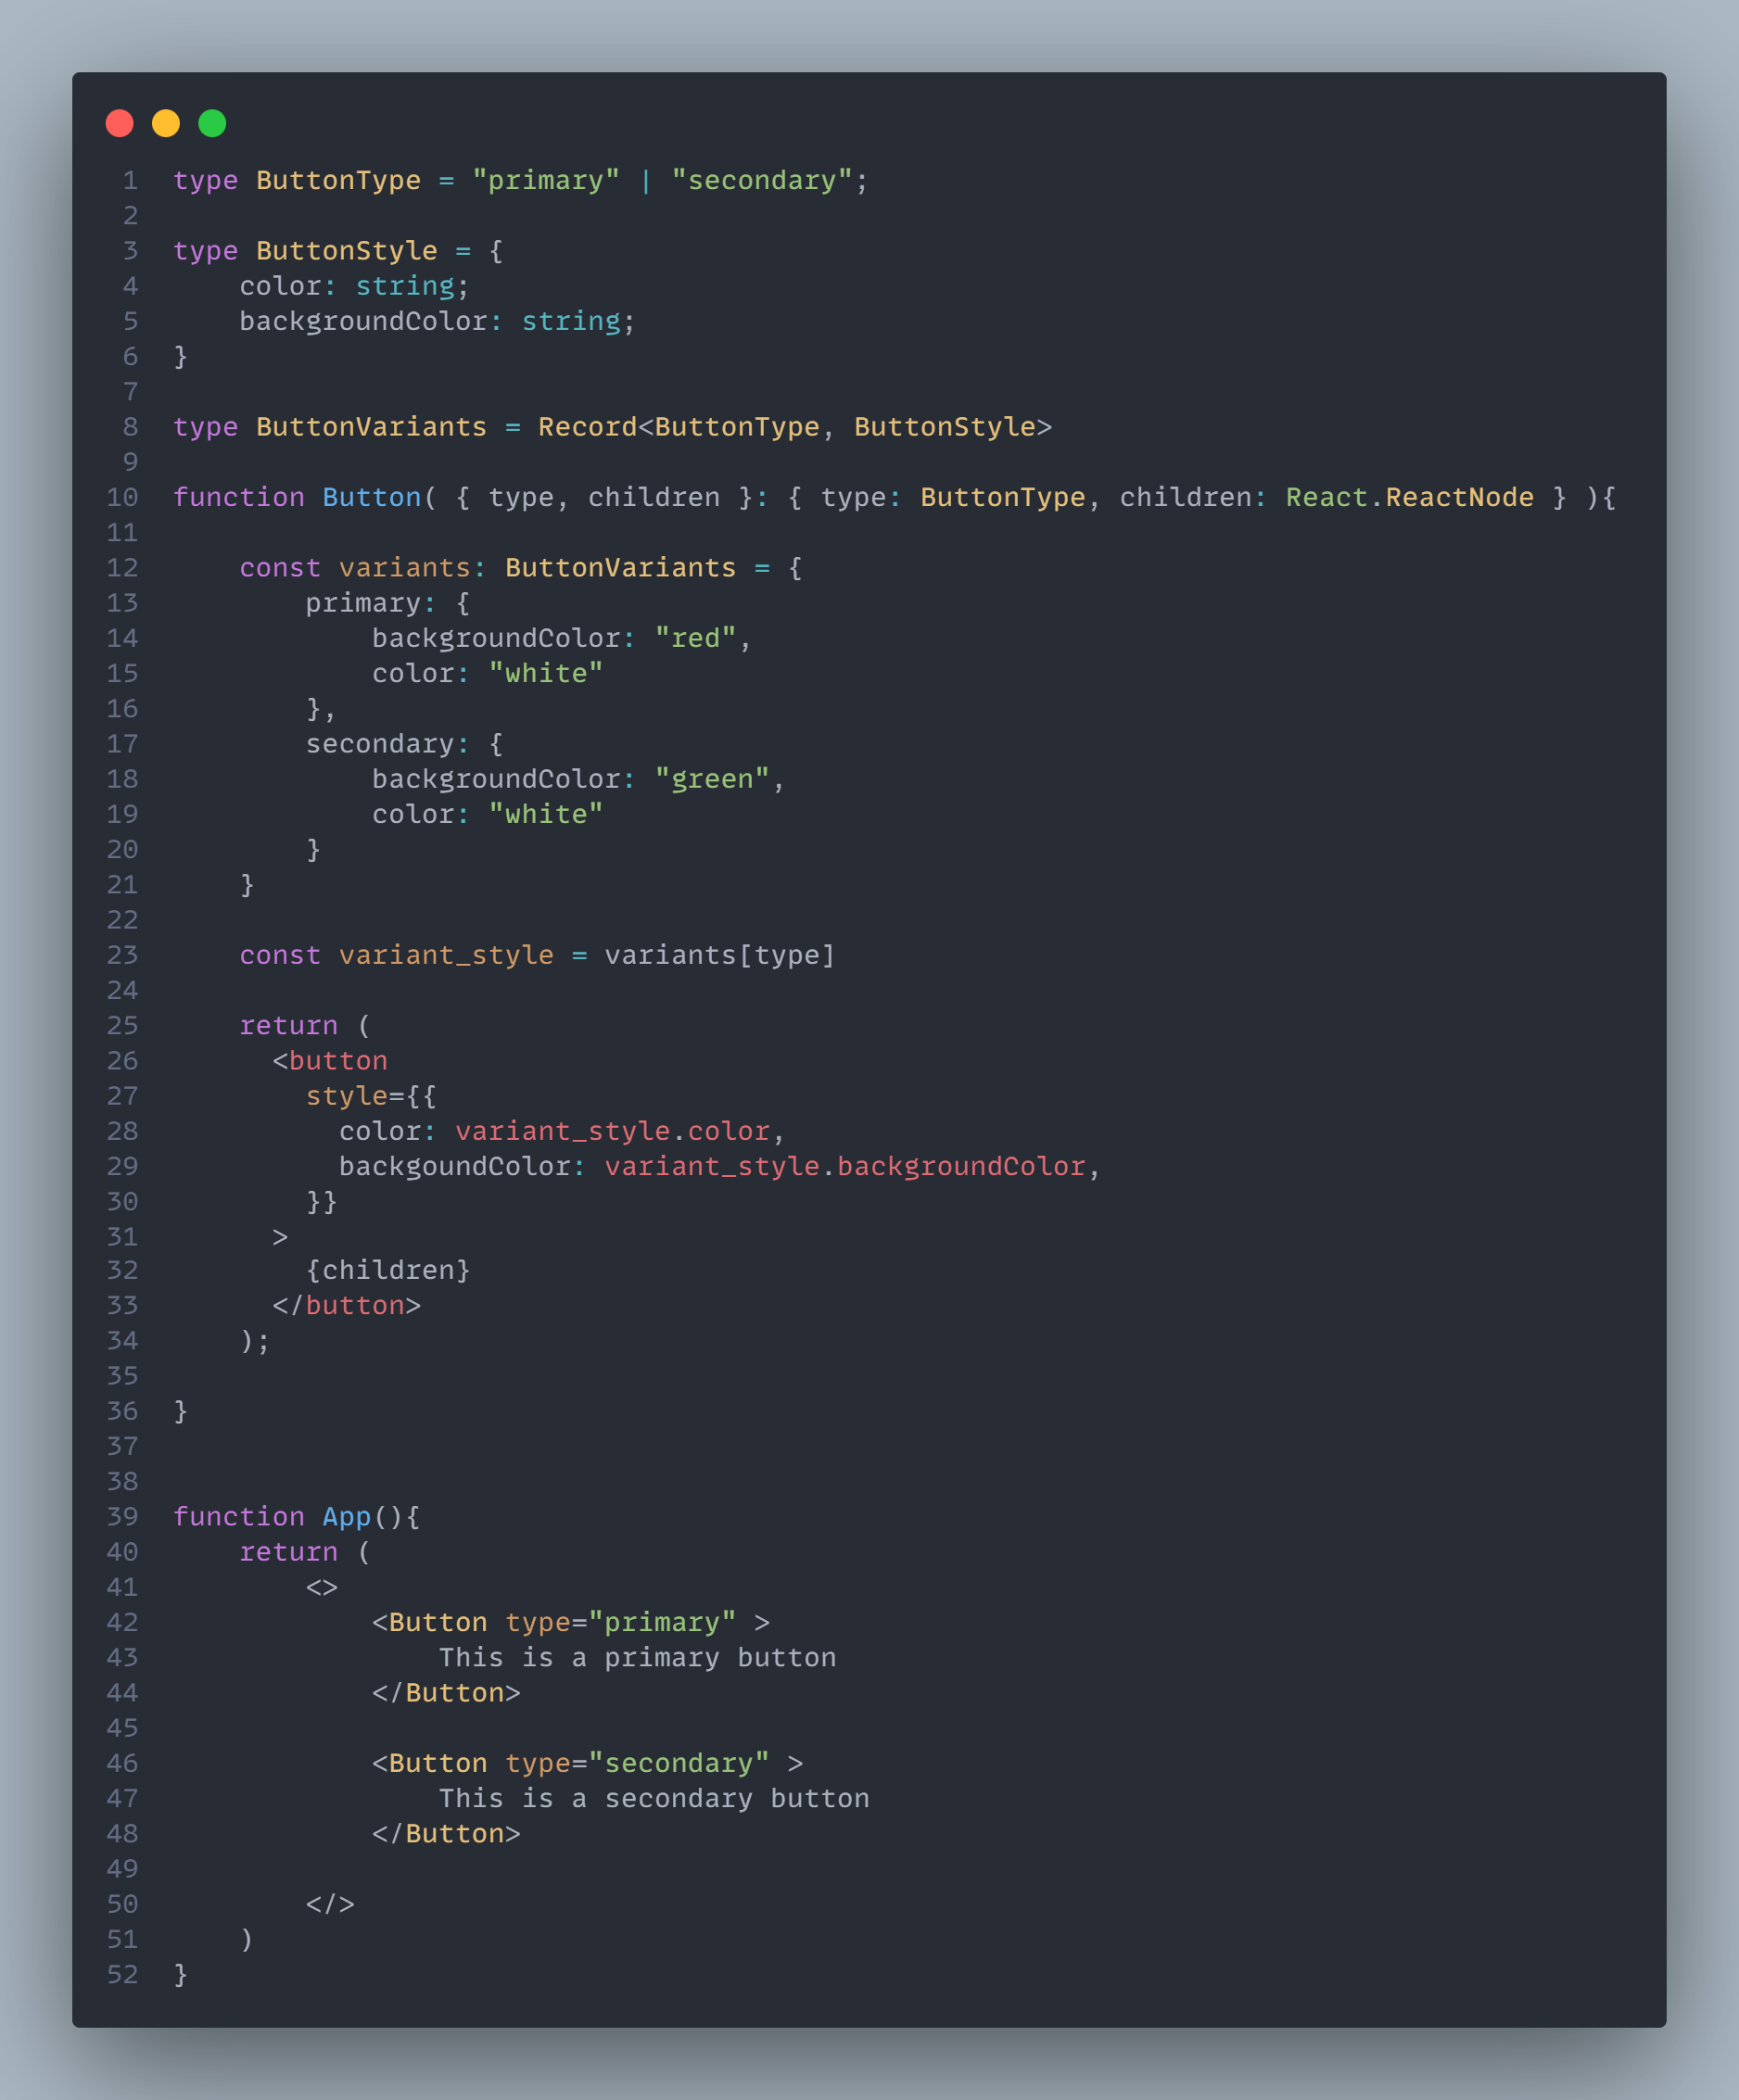 1 type ButtonType = "primary" | "secondary";
2
3 type ButtonStyle = {
4     color: string;
5     backgroundColor: string;
6 }
7
8 type ButtonVariants = Record<ButtonType, ButtonStyle>
9
10 function Button( { type, children }: { type: ButtonType, children: React.ReactNode } ){
11
12     const variants: ButtonVariants = {
13         primary: {
14             backgroundColor: "red",
15             color: "white"
16         },
17         secondary: {
18             backgroundColor: "green",
19             color: "white"
20         }
21     }
22
23     const variant_style = variants[type]
24
25     return (
26       <button
27         style={{
28           color: variant_style.color,
29           backgoundColor: variant_style.backgroundColor,
30         }}
31       >
32         {children}
33       </button>
34     );
35
36 }
37
38
39 function App(){
40     return (
41         <>
42             <Button type="primary" >
43                 This is a primary button
44             </Button>
45
46             <Button type="secondary" >
47                 This is a secondary button
48             </Button>
49
50         </>
51     )
52 }